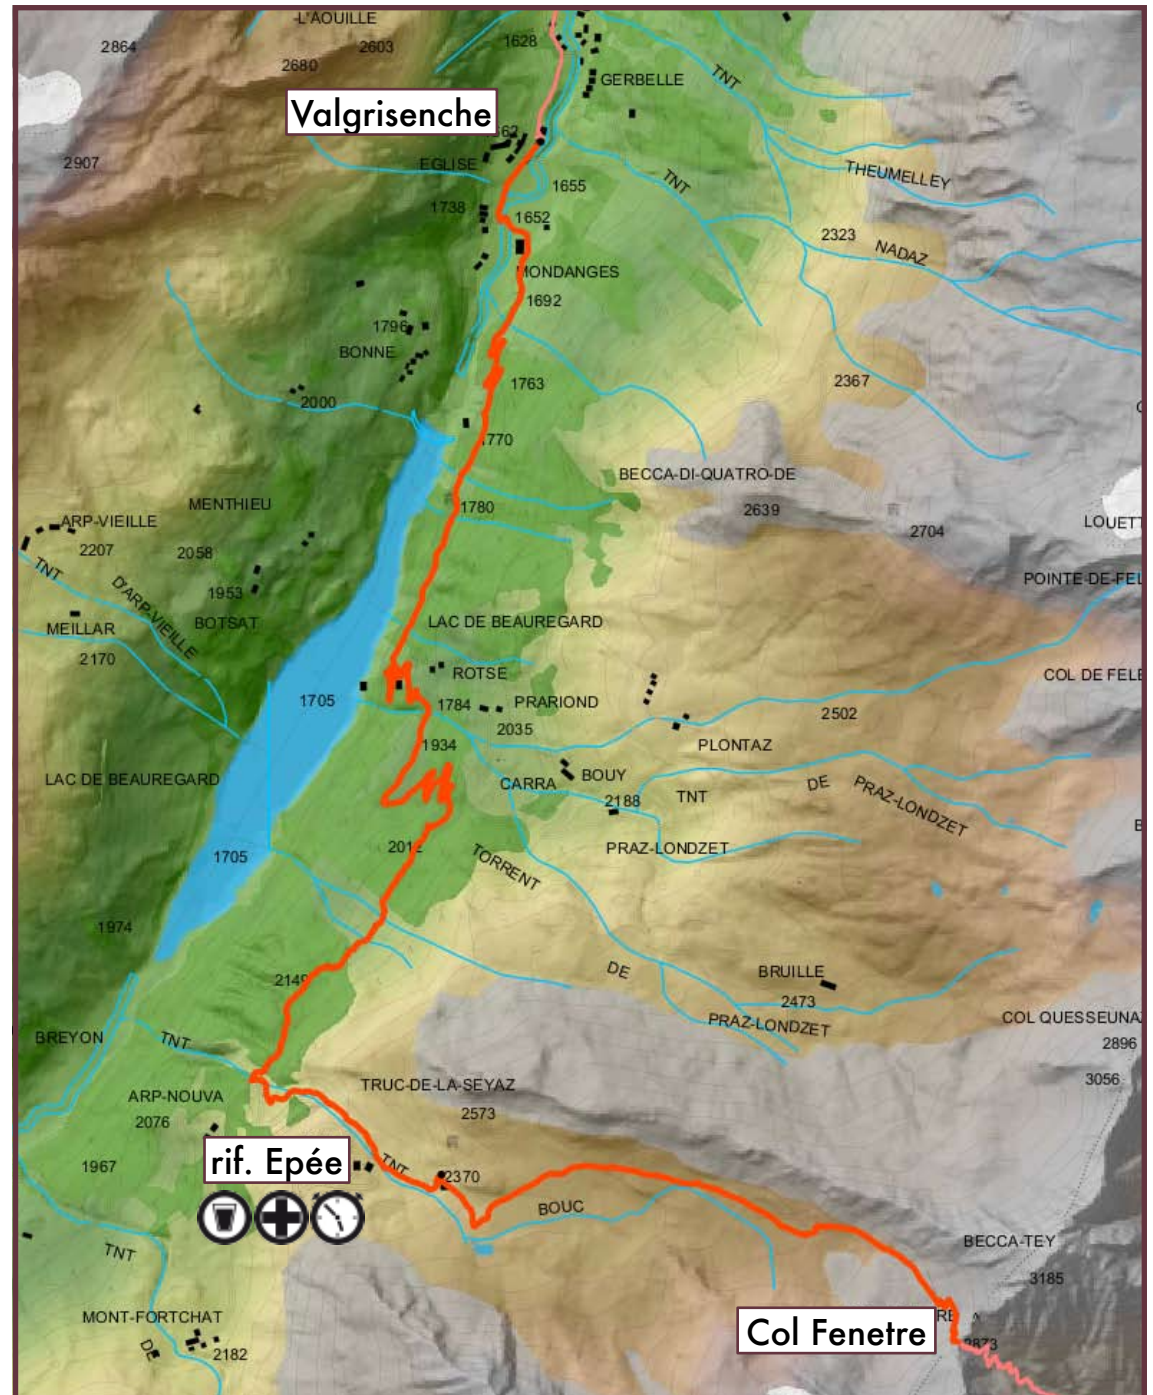 -L'AOUILLE
2864
2603
1628
2680
GERBELLE
TNT
Valgrisenche
2907
EGLISE
THEUMELLEY
TNT
1655
1738
1652
2323
NADAZ
MONDANGES
1692
1796
BONNE
1763
2367
2000
1770
BECCA-DI-QUATRO-DE
MENTHIEU
1780
2639
ARP-VIEILLE
2704
LOUETT
2207
2058
TNT
D'ARP-VIEILLE
1953
POINTE-DE-FEL
BOTSAT
LAC DE BEAUREGARD
MEILLAR
2170
ROTSE
COL DE FELE
1705
1784
PRARIOND
2035
2502
1934
PLONTAZ
LAC DE BEAUREGARD
CARRA
BOUY
DE
PRAZ-LONDZET
2188
TNT
2012
TORRENT
PRAZ-LONDZET
1705
1974
DE
BRUILLE
2149
2473
COL QUESSEUNA
PRAZ-LONDZET
BREYON
TNT
2896
3056
ARP-NOUVA
TRUC-DE-LA-SEYAZ
2076
2573
rif. Epée
TNT
1967
2370
BOUC
TNT
BECCA-TEY
3185
MONT-FORTCHAT
DE
2182
Col Fenetre
RE
2873